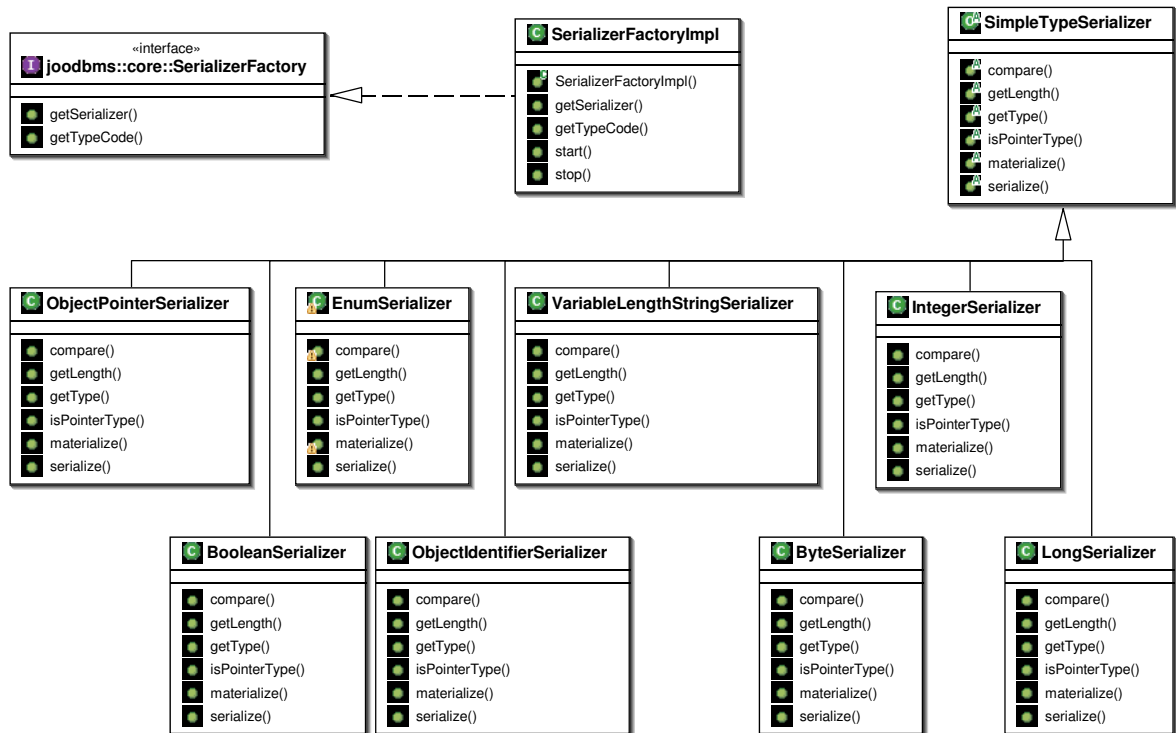 «interface»
joodbms::core::SerializerFactory
getSerializer()
getTypeCode()
SerializerFactoryImpl
SerializerFactoryImpl()
getSerializer()
getTypeCode()
start()
stop()
SimpleTypeSerializer
compare()
getLength()
getType()
isPointerType()
materialize()
serialize()
ObjectPointerSerializer
compare()
getLength()
getType()
isPointerType()
materialize()
serialize()
EnumSerializer
compare()
getLength()
getType()
isPointerType()
materialize()
serialize()
VariableLengthStringSerializer
compare()
getLength()
getType()
isPointerType()
materialize()
serialize()
IntegerSerializer
compare()
getLength()
getType()
isPointerType()
materialize()
serialize()
BooleanSerializer
compare()
getLength()
getType()
isPointerType()
materialize()
serialize()
ObjectIdentifierSerializer
compare()
getLength()
getType()
isPointerType()
materialize()
serialize()
ByteSerializer
compare()
getLength()
getType()
isPointerType()
materialize()
serialize()
LongSerializer
compare()
getLength()
getType()
isPointerType()
materialize()
serialize()